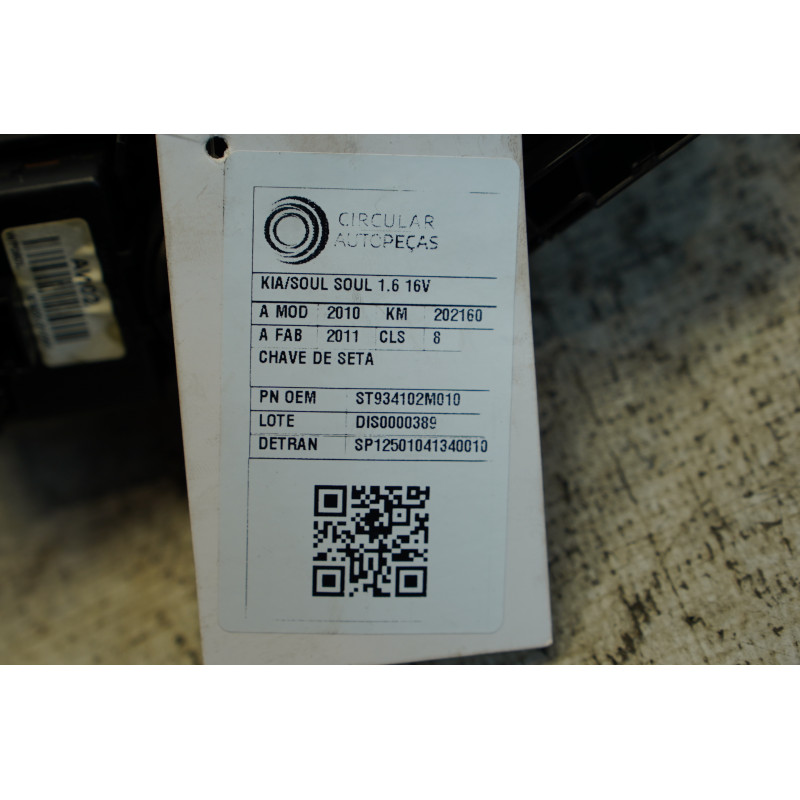 CIRCULAR
AUTOPEÇAS
KIA/SOUL SOUL 1.6 16V
A MOD 2010 KM 202160
A FAB 2011 CLS 8
CHAVE DE SETA
PN OEM ST934102M010
LOTE DIS0000389
DETRAN SP12501041340010